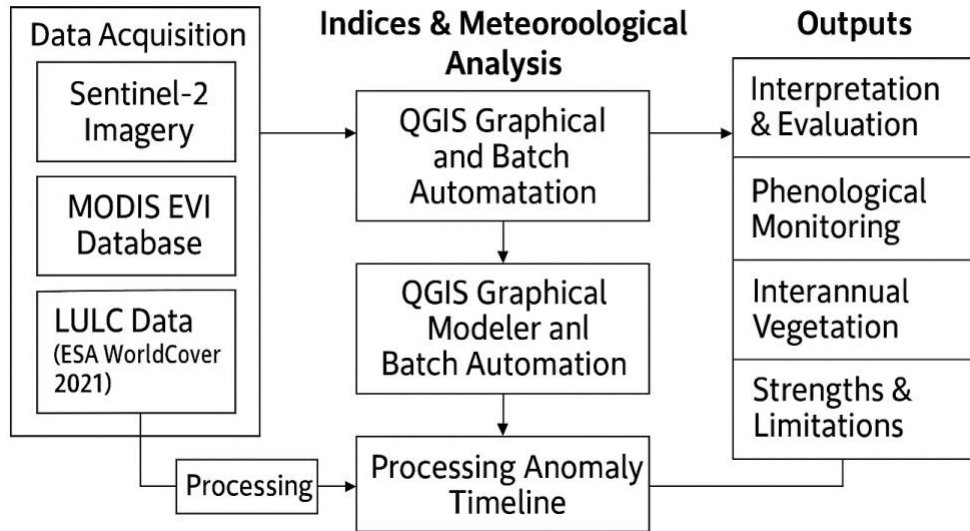 Data Acquisition
Sentinel-2
Imagery
MODIS EVI
Database
LULC Data
(ESA WorldCover
2021)
Processing
Indices & Meteoroological
Analysis
QGIS Graphical
and Batch
Automatation
QGIS Graphical
Modeler anl
Batch Automation
Processing Anomaly
Timeline
Outputs
Interpretation
& Evaluation
Phenological
Monitoring
Interannual
Vegetation
Strengths &
Limitations